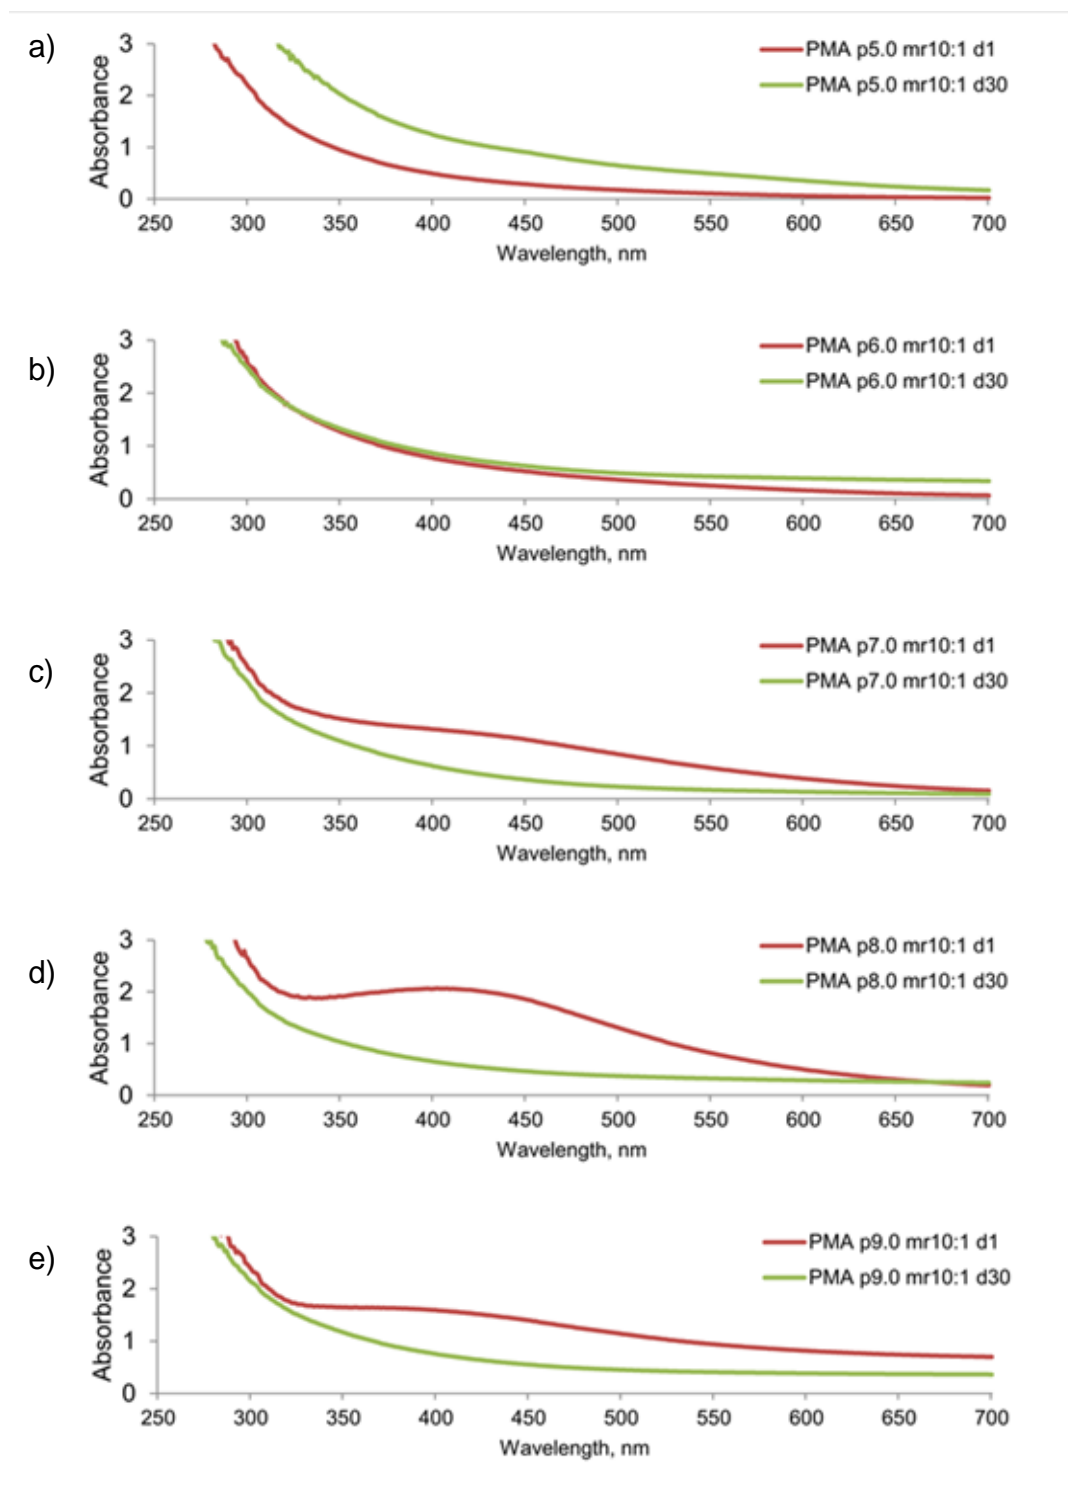 a)
PMA p5.0 mr10:1 d1
PMA p5.0 mr10:1 d30
Absorbance
3
2
1
0
250 300 350 400 450 500 550 600 650 700
Wavelength, nm
b)
PMA p6.0 mr10:1 d1
PMA p6.0 mr10:1 d30
Absorbance
3
2
1
0
250 300 350 400 450 500 550 600 650 700
Wavelength, nm
c)
PMA p7.0 mr10:1 d1
PMA p7.0 mr10:1 d30
Absorbance
3
2
1
0
250 300 350 400 450 500 550 600 650 700
Wavelength, nm
d)
PMA p8.0 mr10:1 d1
PMA p8.0 mr10:1 d30
Absorbance
3
2
1
0
250 300 350 400 450 500 550 600 650 700
Wavelength, nm
e)
PMA p9.0 mr10:1 d1
PMA p9.0 mr10:1 d30
Absorbance
3
2
1
0
250 300 350 400 450 500 550 600 650 700
Wavelength, nm